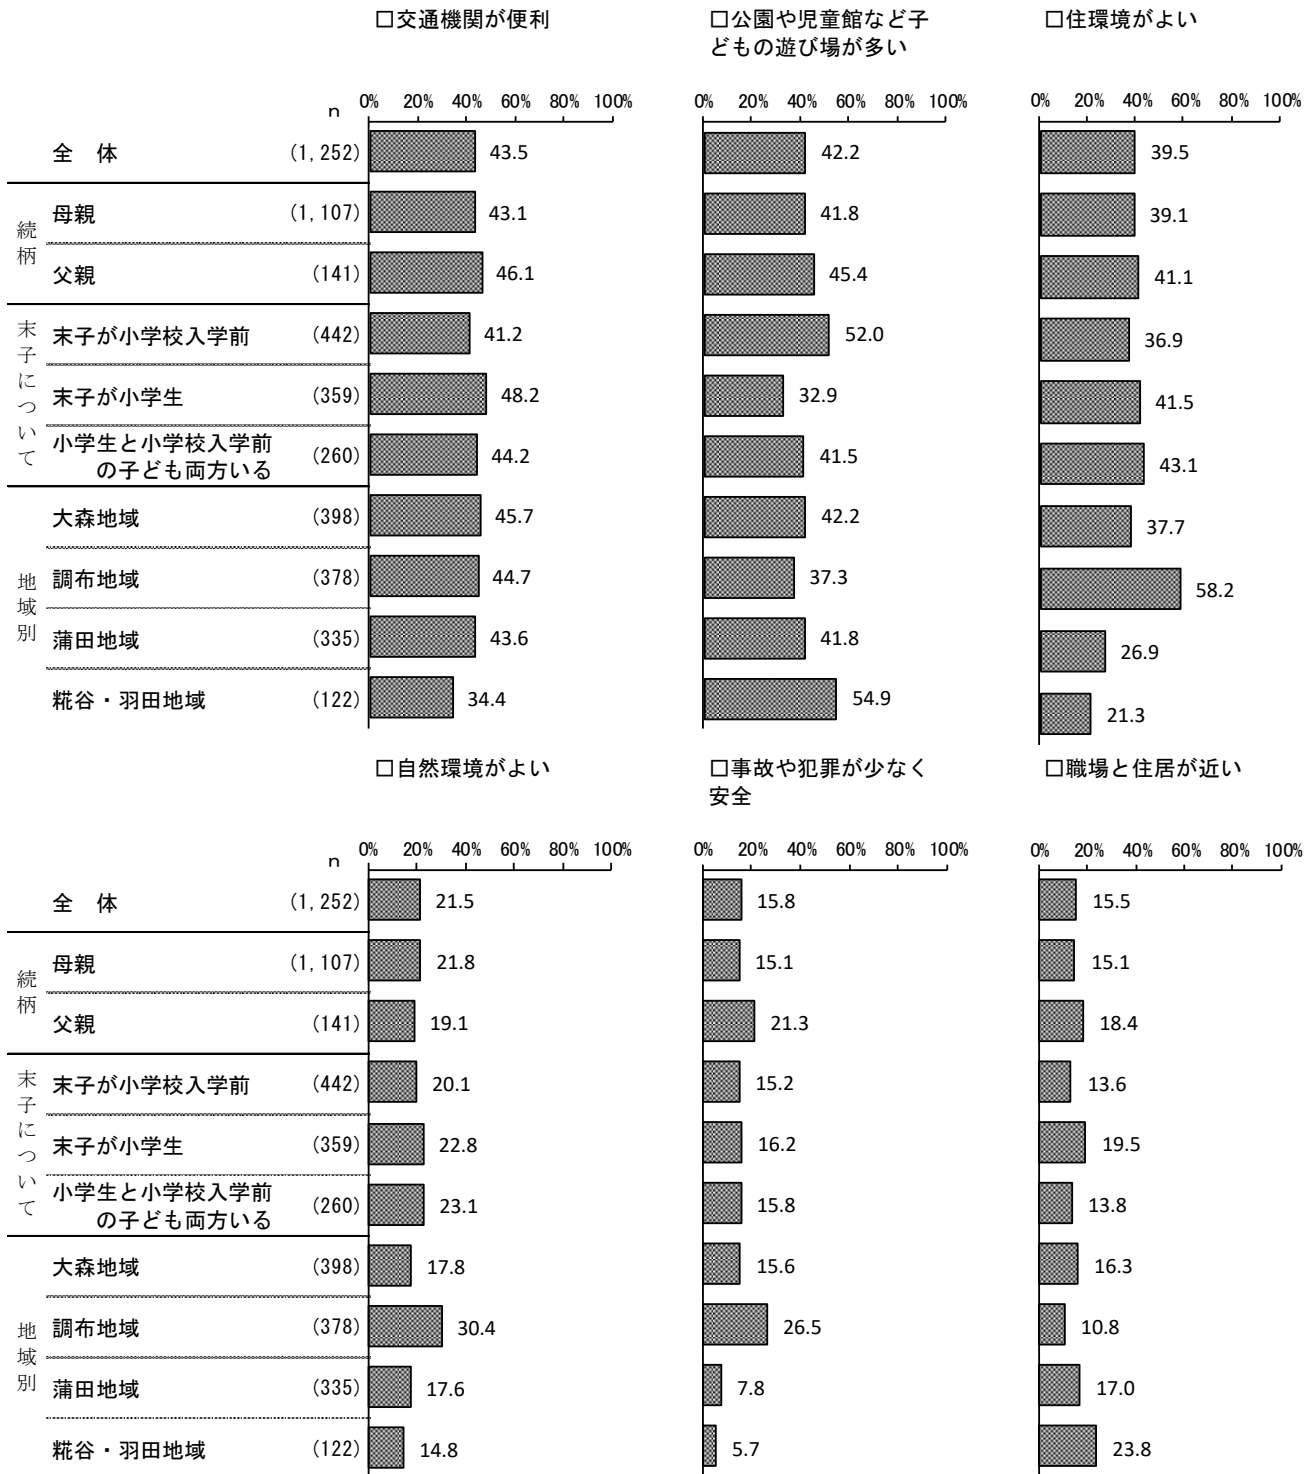 □交通機関が便利
□公園や児童館など子
どもの遊び場が多い
□住環境がよい
n
0% 20% 40% 60% 80% 100%
0% 20% 40% 60% 80% 100%
0% 20% 40% 60% 80% 100%
全 体 (1,252) 43.5 42.2 39.5
続柄
母親 (1,107) 43.1 41.8 39.1
父親 (141) 46.1 45.4 41.1
末子について
末子が小学校入学前 (442) 41.2 52.0 36.9
末子が小学生 (359) 48.2 32.9 41.5
小学生と小学校入学前
の子ども両方いる (260) 44.2 41.5 43.1
地域別
大森地域 (398) 45.7 42.2 37.7
調布地域 (378) 44.7 37.3 58.2
蒲田地域 (335) 43.6 41.8 26.9
糀谷・羽田地域 (122) 34.4 54.9 21.3
□自然環境がよい
□事故や犯罪が少なく
安全
□職場と住居が近い
n
0% 20% 40% 60% 80% 100%
0% 20% 40% 60% 80% 100%
0% 20% 40% 60% 80% 100%
全 体 (1,252) 21.5 15.8 15.5
続柄
母親 (1,107) 21.8 15.1 15.1
父親 (141) 19.1 21.3 18.4
末子について
末子が小学校入学前 (442) 20.1 15.2 13.6
末子が小学生 (359) 22.8 16.2 19.5
小学生と小学校入学前
の子ども両方いる (260) 23.1 15.8 13.8
地域別
大森地域 (398) 17.8 15.6 16.3
調布地域 (378) 30.4 26.5 10.8
蒲田地域 (335) 17.6 7.8 17.0
糀谷・羽田地域 (122) 14.8 5.7 23.8